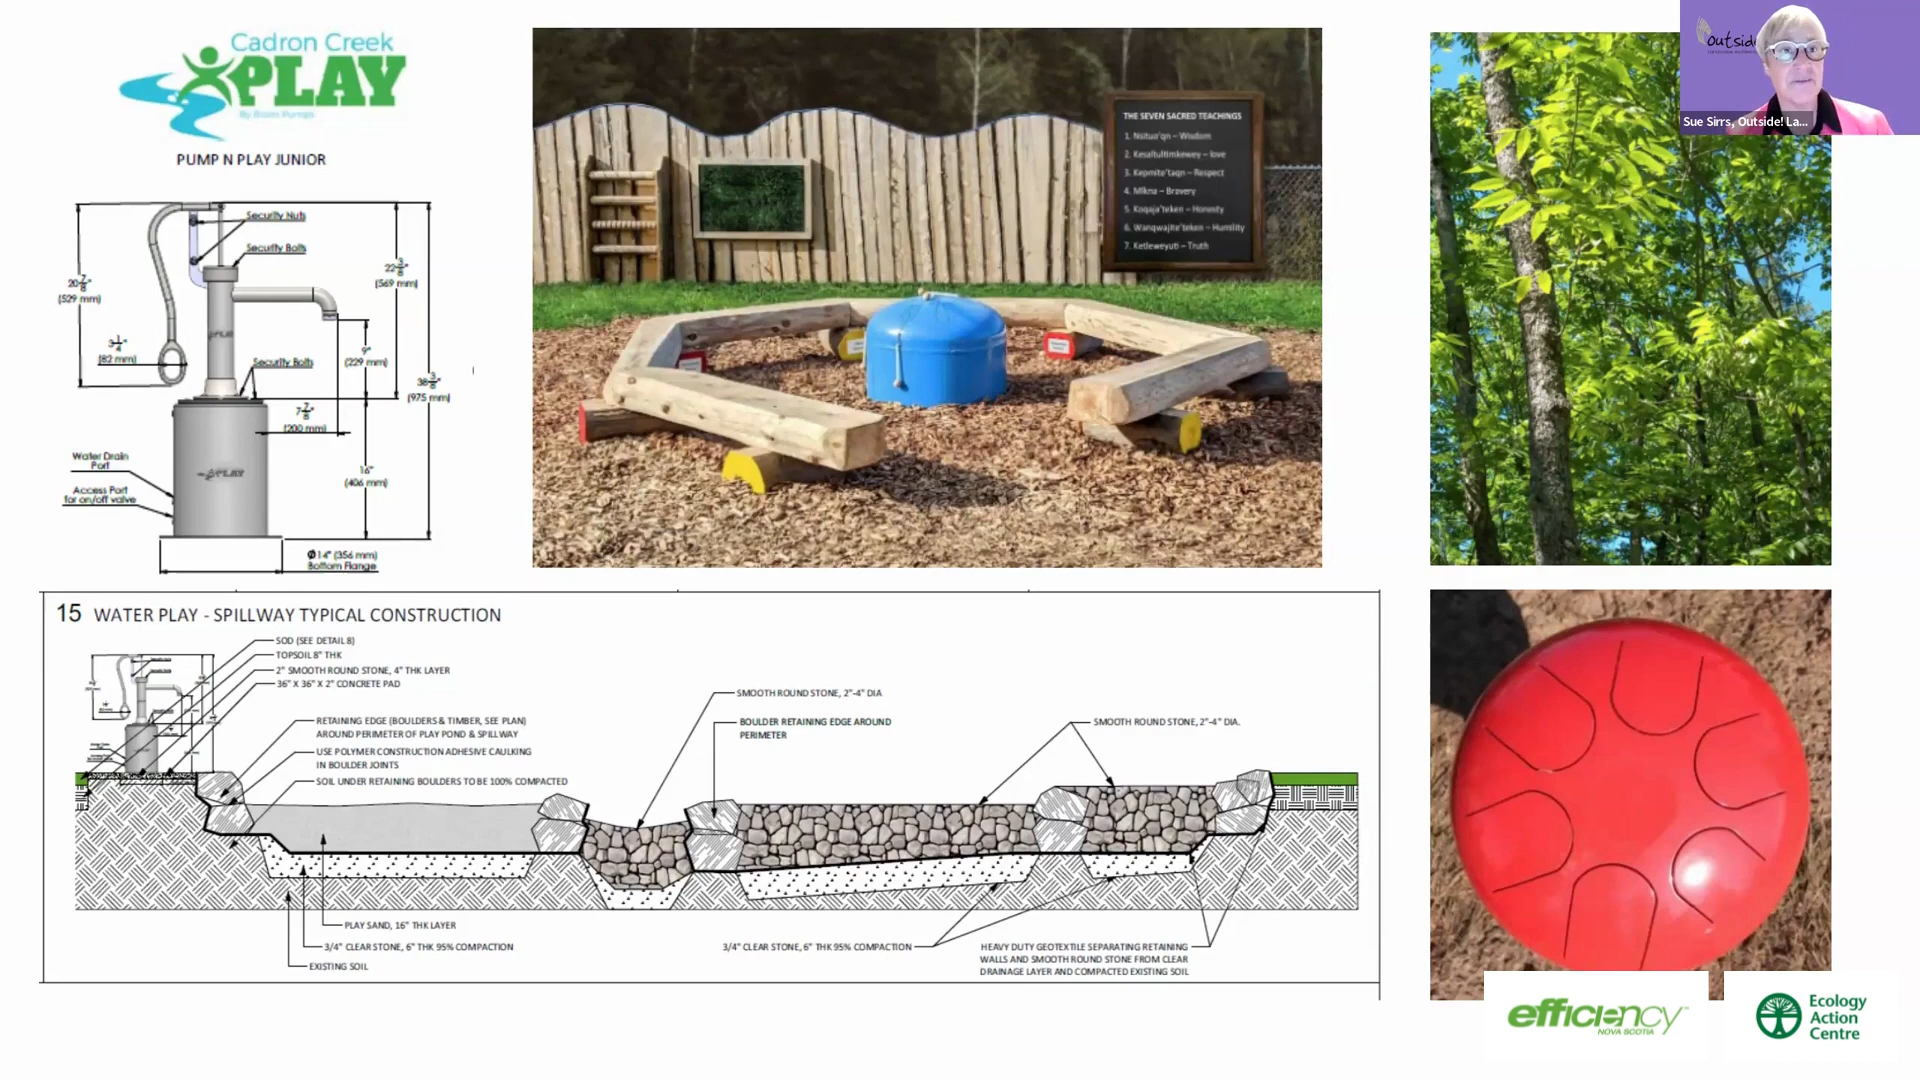 Cadron Creek
PLAY
By Bison Pumps
PUMP N PLAY JUNIOR
Security Nuts
Security Bolts
20 7/8"
(529 mm)
22 3/8"
(569 mm)
3 1/4"
(82 mm)
9"
(229 mm)
Security Bolts
38 3/8"
(975 mm)
7 7/8"
(200 mm)
PLAY
16"
(406 mm)
Water Drain
Port
Access Port
for on/off valve
Ø14" (356 mm)
Bottom Flange
THE SEVEN SACRED TEACHINGS
1. Nsituo'qn – Wisdom
2. Kesaltultimkewey – love
3. Kepmite'taqn – Respect
4. Mlkna – Bravery
5. Koqaja'teken – Honesty
6. Wanqwajite'teken – Humility
7. Ketleweyuti – Truth
Sue Sirrs, Outside! La...
15 WATER PLAY - SPILLWAY TYPICAL CONSTRUCTION
SOD (SEE DETAIL 8)
TOPSOIL 8" THK
2" SMOOTH ROUND STONE, 4" THK LAYER
36" X 36" X 2" CONCRETE PAD
RETAINING EDGE (BOULDERS & TIMBER, SEE PLAN)
AROUND PERIMETER OF PLAY POND & SPILLWAY
USE POLYMER CONSTRUCTION ADHESIVE CAULKING
IN BOULDER JOINTS
SOIL UNDER RETAINING BOULDERS TO BE 100% COMPACTED
SMOOTH ROUND STONE, 2"-4" DIA
BOULDER RETAINING EDGE AROUND
PERIMETER
SMOOTH ROUND STONE, 2"-4" DIA.
PLAY SAND, 16" THK LAYER
3/4" CLEAR STONE, 6" THK 95% COMPACTION
EXISTING SOIL
3/4" CLEAR STONE, 6" THK 95% COMPACTION
HEAVY DUTY GEOTEXTILE SEPARATING RETAINING
WALLS AND SMOOTH ROUND STONE FROM CLEAR
DRAINAGE LAYER AND COMPACTED EXISTING SOIL
efficiency
NOVA SCOTIA
Ecology
Action
Centre